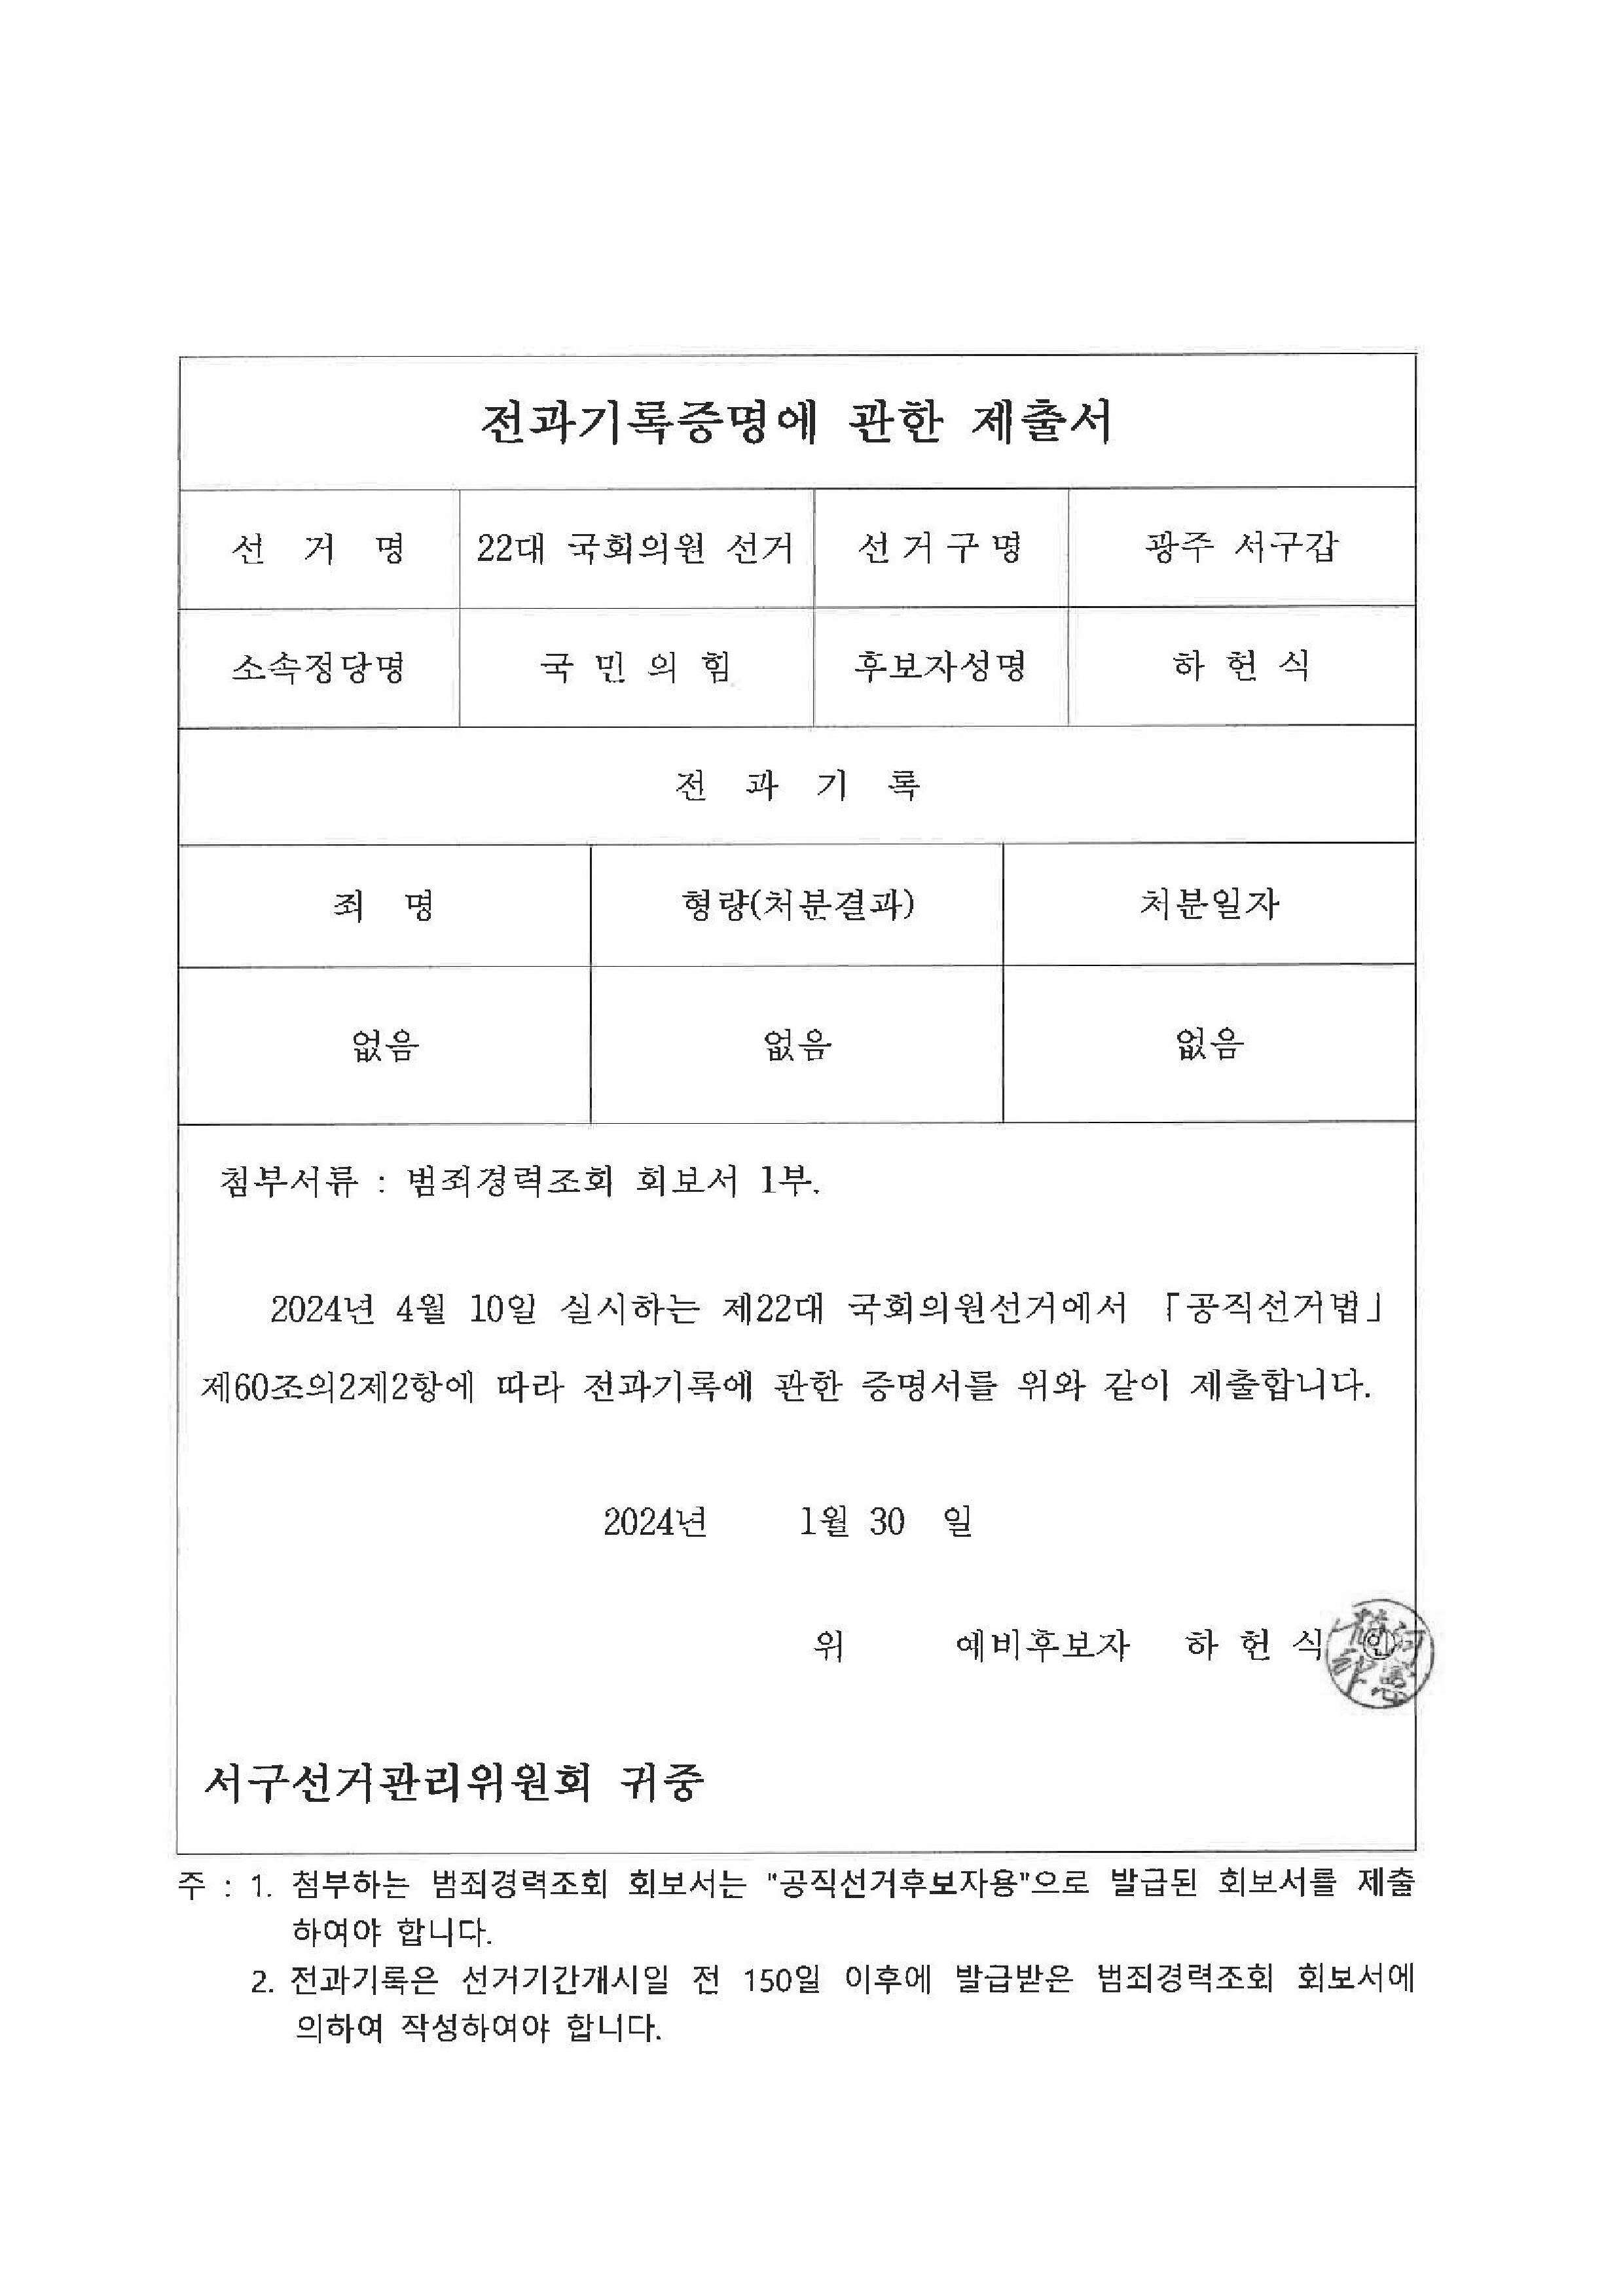 전과기록증명에 관한 제출서
선 거 명 22대 국회의원 선거 선거구명 광주 서구갑
소속정당명 국 민 의 힘 후보자성명 하 헌 식
전 과 기 록
죄 명 형량(처분결과) 처분일자
없음 없음 없음
첨부서류 : 범죄경력조회 회보서 1부.
2024년 4월 10일 실시하는 제22대 국회의원선거에서 「공직선거법」
제60조의2제2항에 따라 전과기록에 관한 증명서를 위와 같이 제출합니다.
2024년 1월 30 일
위 예비후보자 하 헌 식 ㊞
서구선거관리위원회 귀중
주 : 1. 첨부하는 범죄경력조회 회보서는 "공직선거후보자용"으로 발급된 회보서를 제출
하여야 합니다.
2. 전과기록은 선거기간개시일 전 150일 이후에 발급받은 범죄경력조회 회보서에
의하여 작성하여야 합니다.